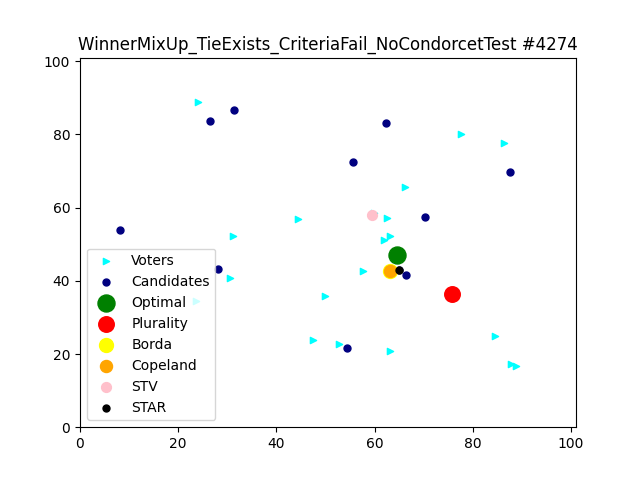 WinnerMixUp_TieExists_CriteriaFail_NoCondorcetTest #4274
100
80
60
40
20
0
Voters
Candidates
Optimal
Plurality
Borda
Copeland
STV
STAR
0 20 40 60 80 100